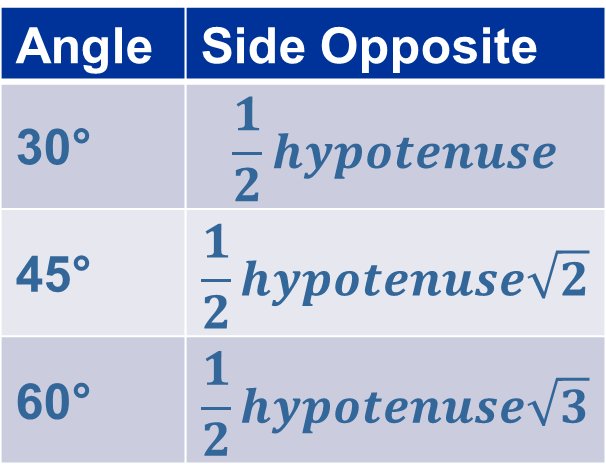 Angle Side Opposite
30° 1/2 hypotenuse
45° 1/2 hypotenuse√2
60° 1/2 hypotenuse√3